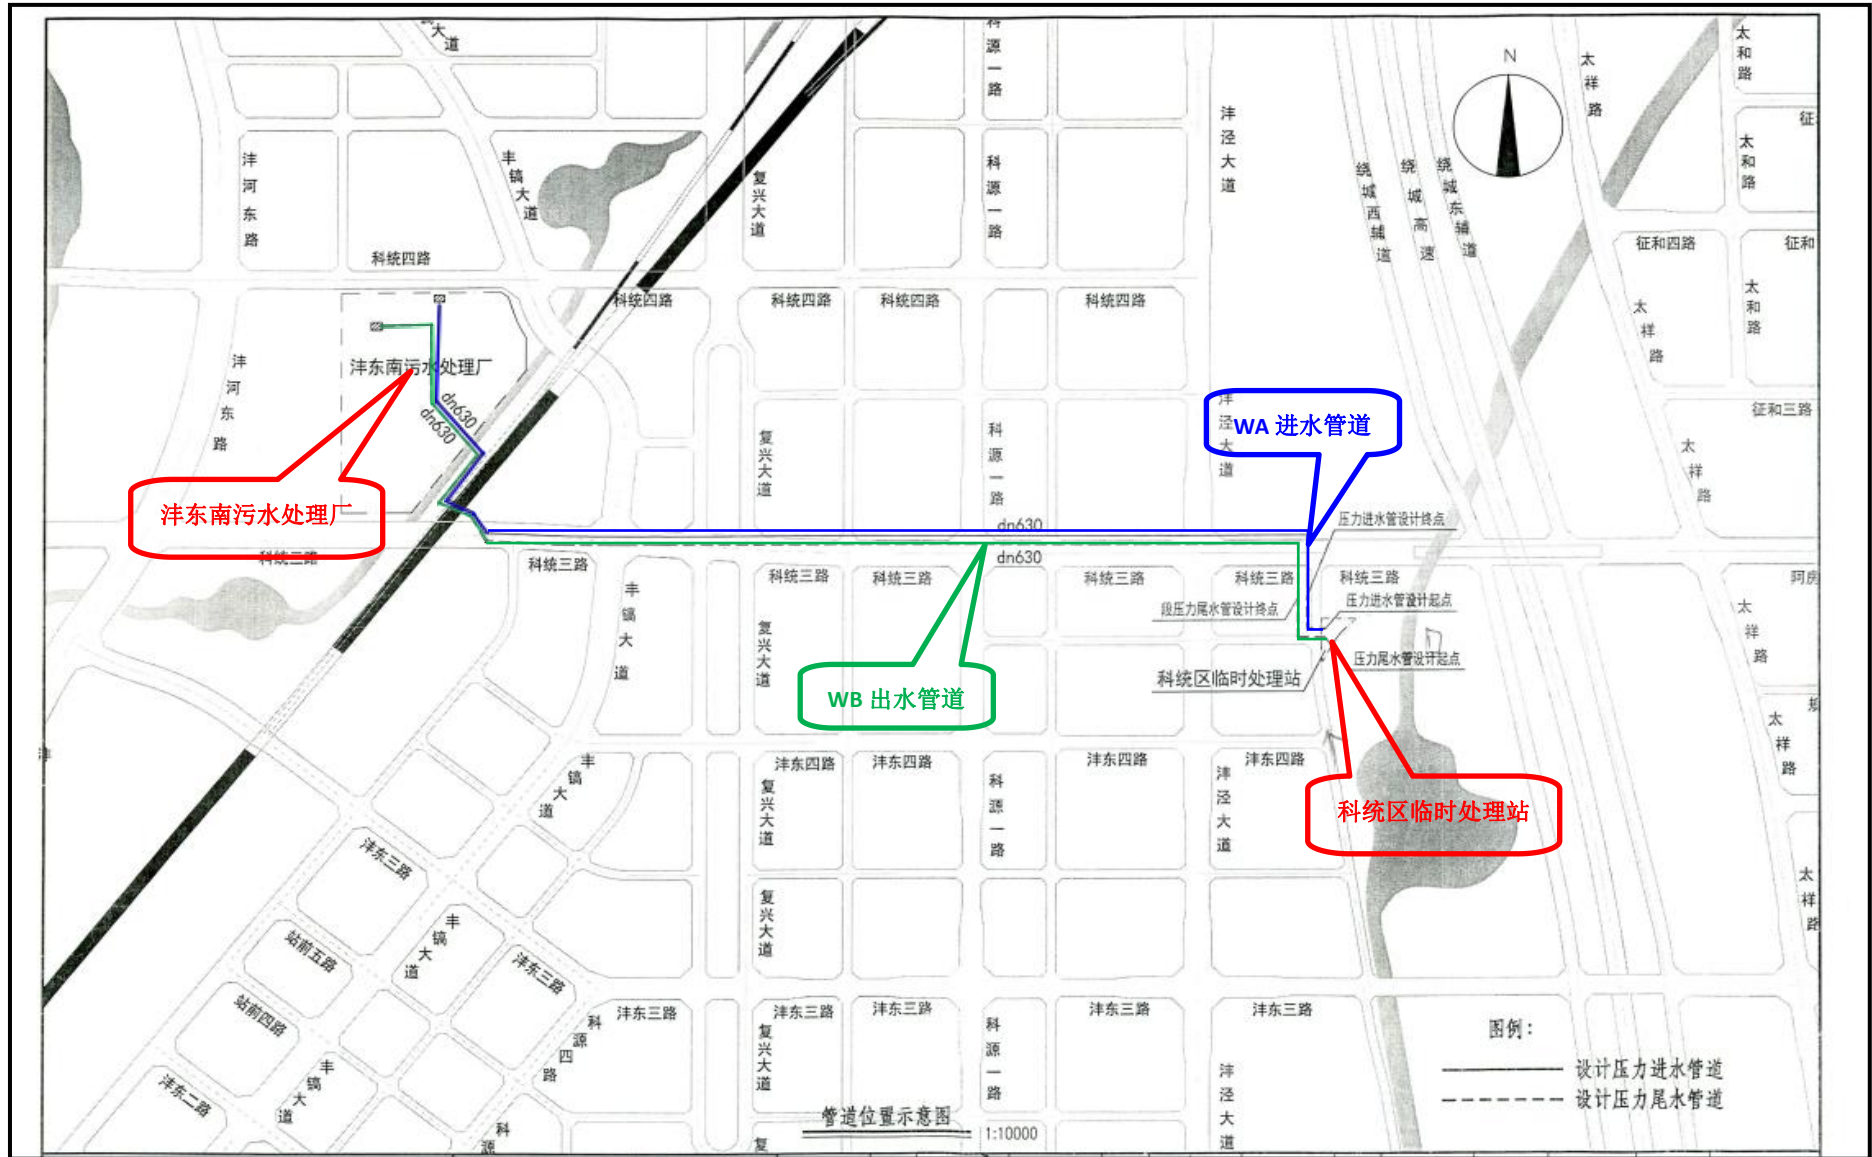 大道
科源一路
太和路
太祥路
N
沣泾大道
征
沣河东路
丰镐大道
复兴大道
科源一路
绕城西辅道
绕城高速
绕城东辅道
太和路
科统四路
征和四路
征和
科统四路
科统四路
科统四路
科统四路
太和路
太祥路
沣东南污水处理厂
沣河东路
dn630
dn630
沣泾大道
WA 进水管道
征和三路
复兴大道
科源一路
太祥路
沣东南污水处理厂
dn630
压力进水管设计终点
科统三路
科统三路
dn630
科统三路
科统三路
科统三路
科统三路
科统三路
阿房
丰镐大道
复兴大道
段压力尾水管设计终点
压力进水管设计起点
太祥路
压力尾水管设计起点
科统区临时处理站
WB 出水管道
规
太祥路
沣
丰镐大道
沣东四路
沣东四路
沣东四路
沣东四路
复兴大道
科源一路
沣泾大道
科统区临时处理站
沣东三路
太祥路
丰镐大道
复兴大道
站前五路
沣东三路
站前四路
沣东三路
沣东三路
沣东三路
沣东三路
沣东三路
科源四路
复兴大道
科源一路
图例：
沣东二路
丰镐大道
沣泾大道
设计压力进水管道
设计压力尾水管道
管道位置示意图
1:10000
科源
复